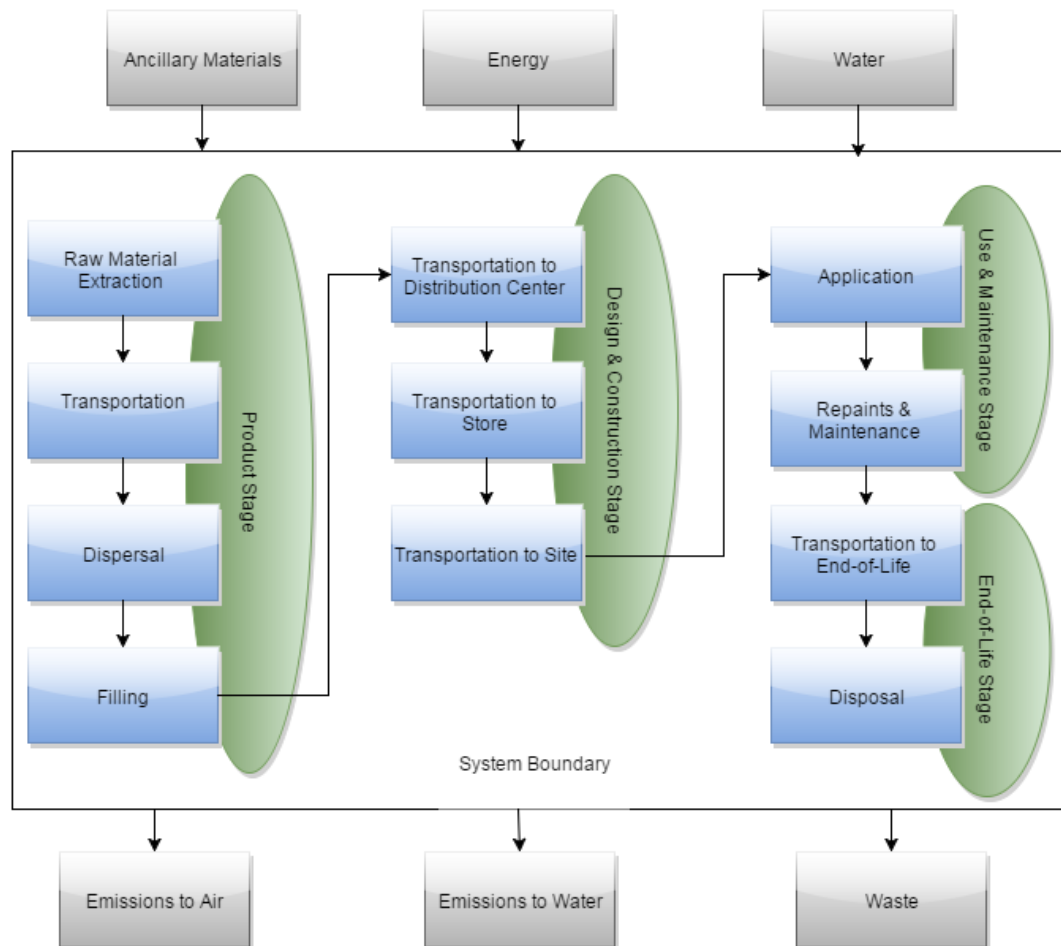 Ancillary Materials
Energy
Water
Raw Material
Extraction
Transportation
Dispersal
Filling
Product Stage
Transportation to
Distribution Center
Transportation to
Store
Transportation to Site
Design & Construction Stage
Application
Repaints &
Maintenance
Use & Maintenance Stage
Transportation to
End-of-Life
Disposal
End-of-Life Stage
System Boundary
Emissions to Air
Emissions to Water
Waste